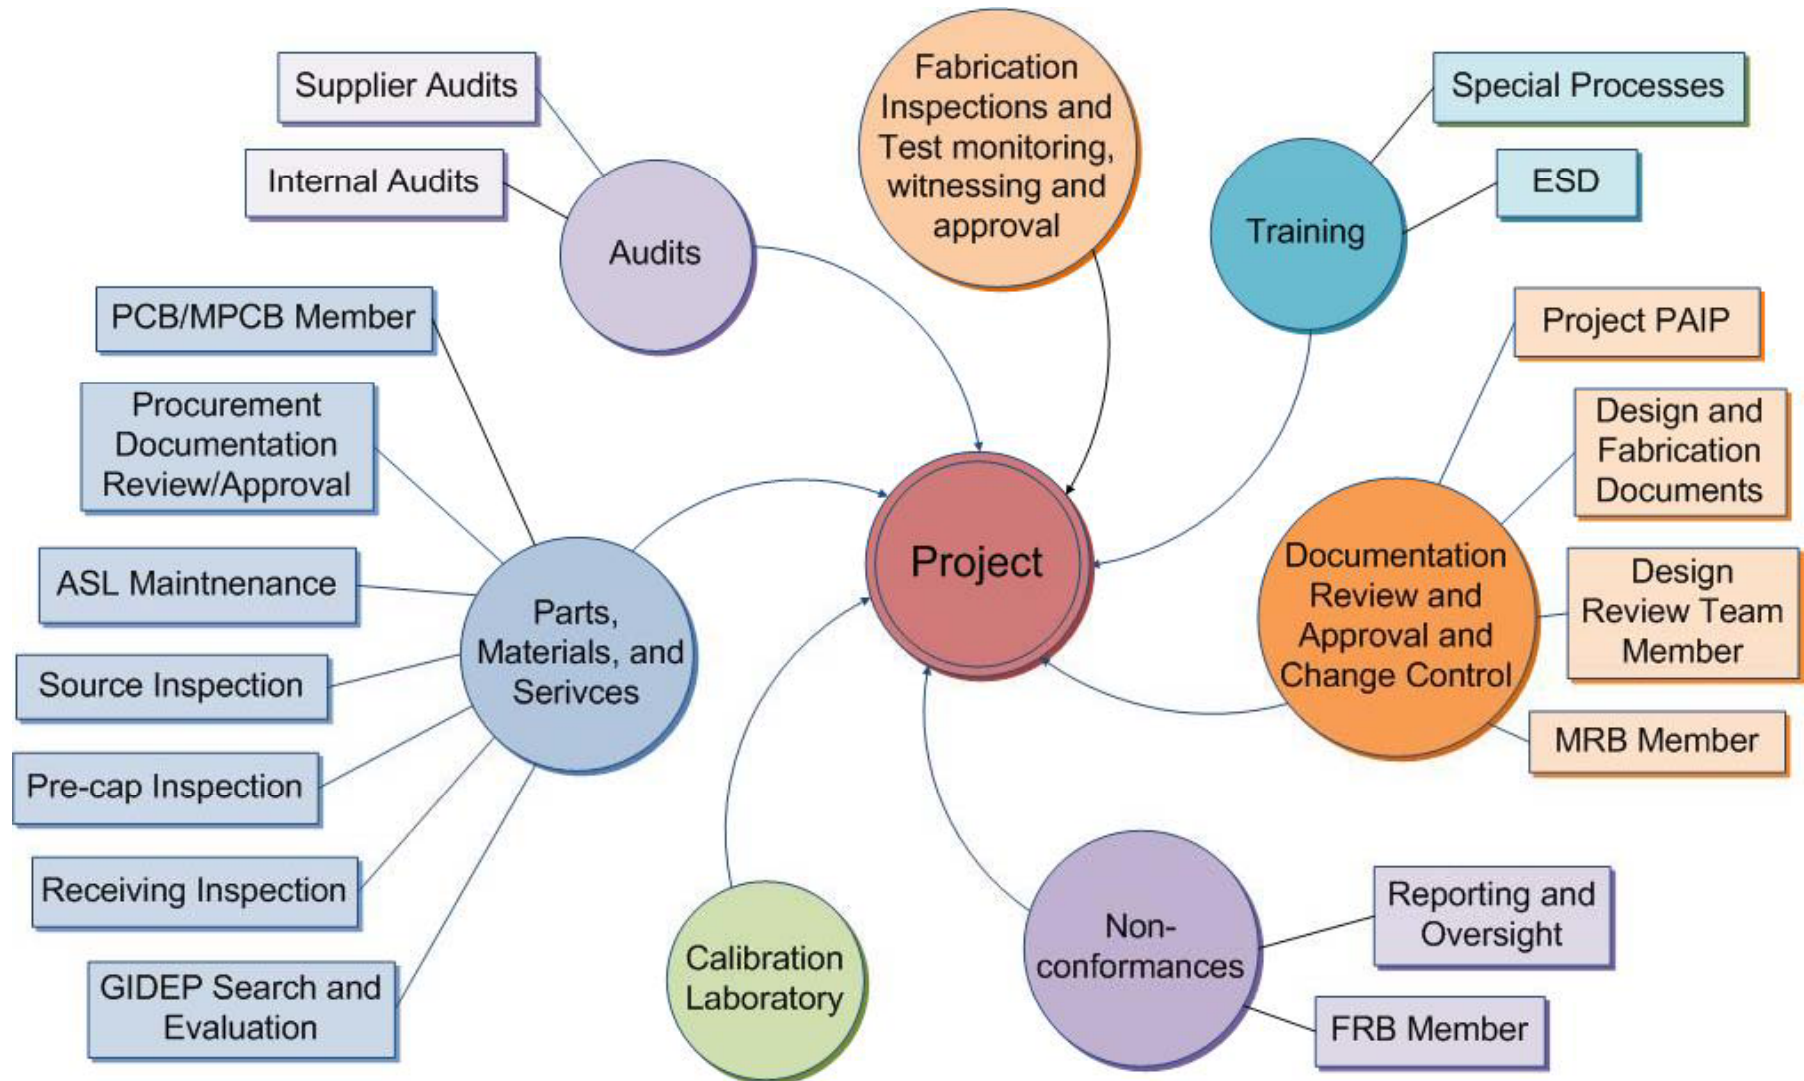 Supplier Audits
Internal Audits
Audits
Fabrication
Inspections and
Test monitoring,
witnessing and
approval
Special Processes
ESD
Training
PCB/MPCB Member
Procurement
Documentation
Review/Approval
ASL Maintnenance
Source Inspection
Pre-cap Inspection
Receiving Inspection
GIDEP Search and
Evaluation
Parts,
Materials, and
Serivces
Project
Project PAIP
Design and
Fabrication
Documents
Design
Review Team
Member
MRB Member
Documentation
Review and
Approval and
Change Control
Calibration
Laboratory
Non-
conformances
Reporting and
Oversight
FRB Member